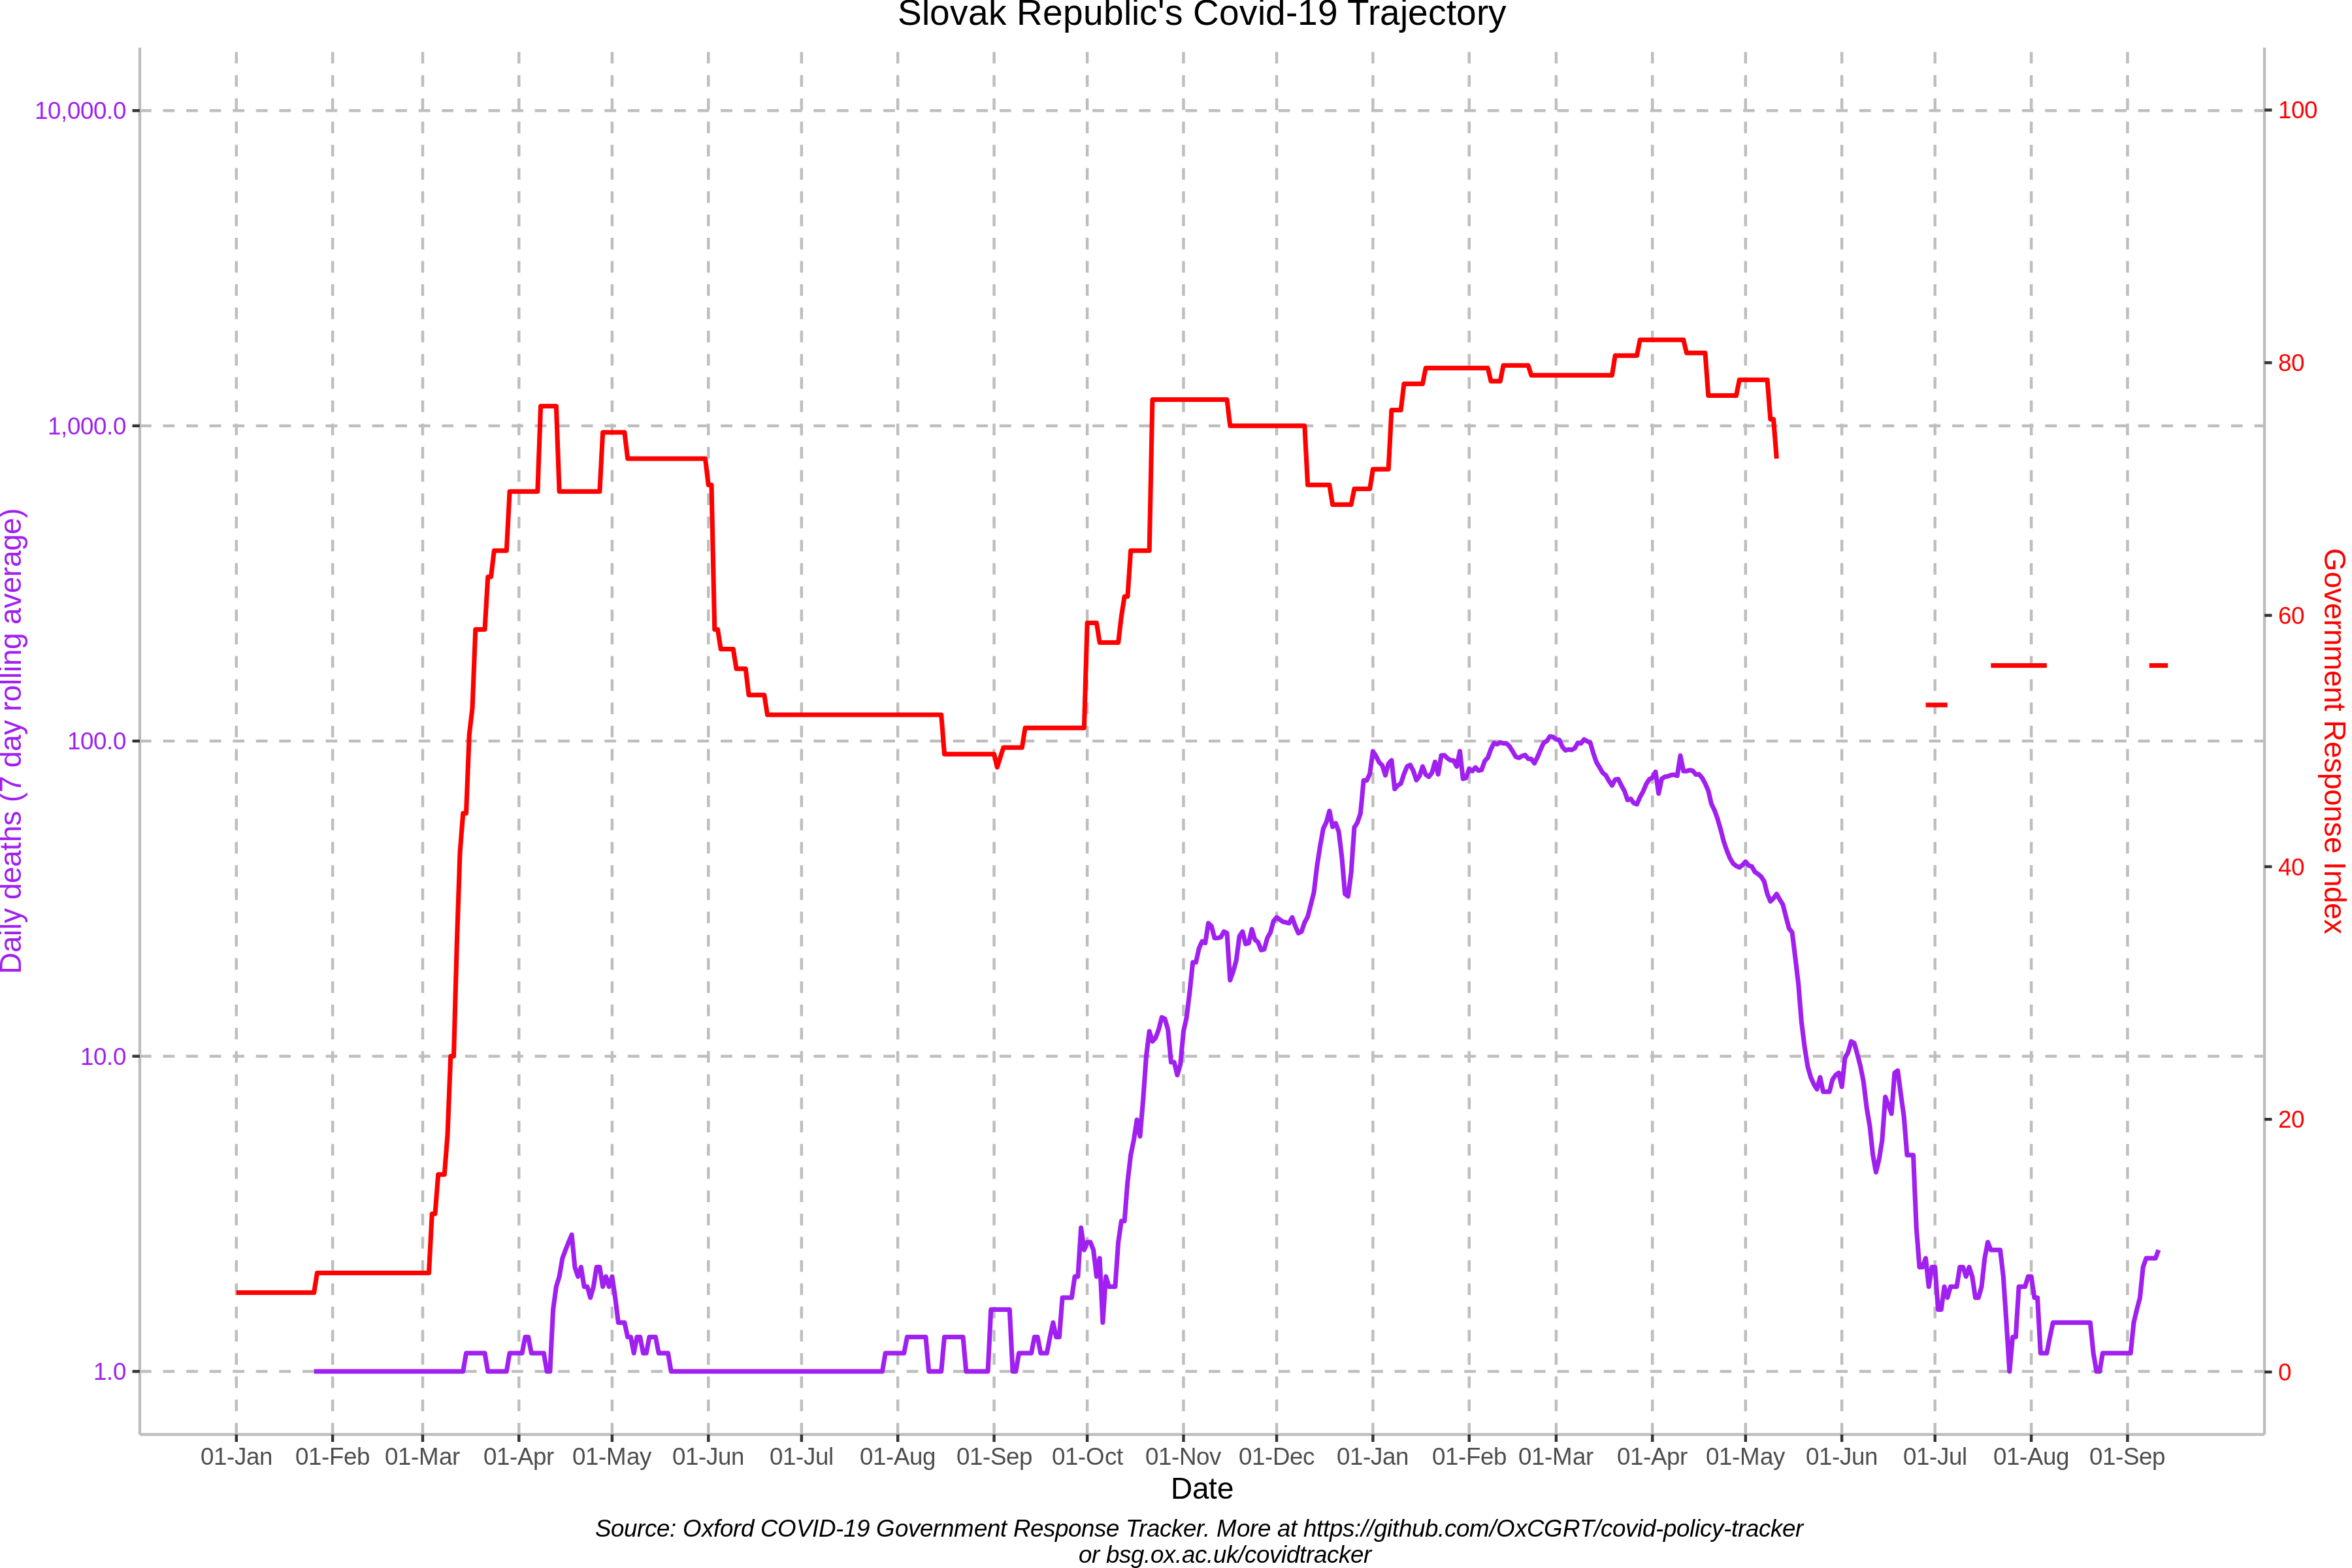 Slovak Republic's Covid-19 Trajectory
10,000.0
1,000.0
100.0
10.0
1.0
Daily deaths (7 day rolling average)
100
80
60
40
20
0
Government Response Index
01-Jan 01-Feb 01-Mar 01-Apr 01-May 01-Jun 01-Jul 01-Aug 01-Sep 01-Oct 01-Nov 01-Dec 01-Jan 01-Feb 01-Mar 01-Apr 01-May 01-Jun 01-Jul 01-Aug 01-Sep
Date
Source: Oxford COVID-19 Government Response Tracker. More at https://github.com/OxCGRT/covid-policy-tracker
or bsg.ox.ac.uk/covidtracker